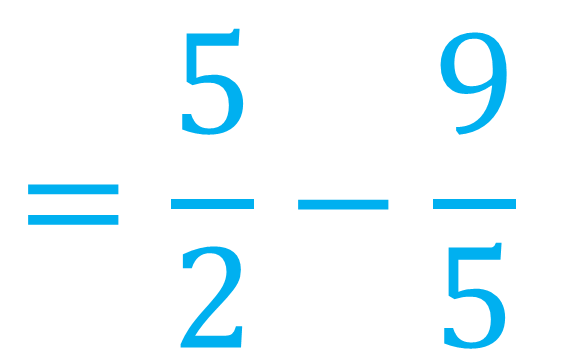 = 5/2 − 9/5